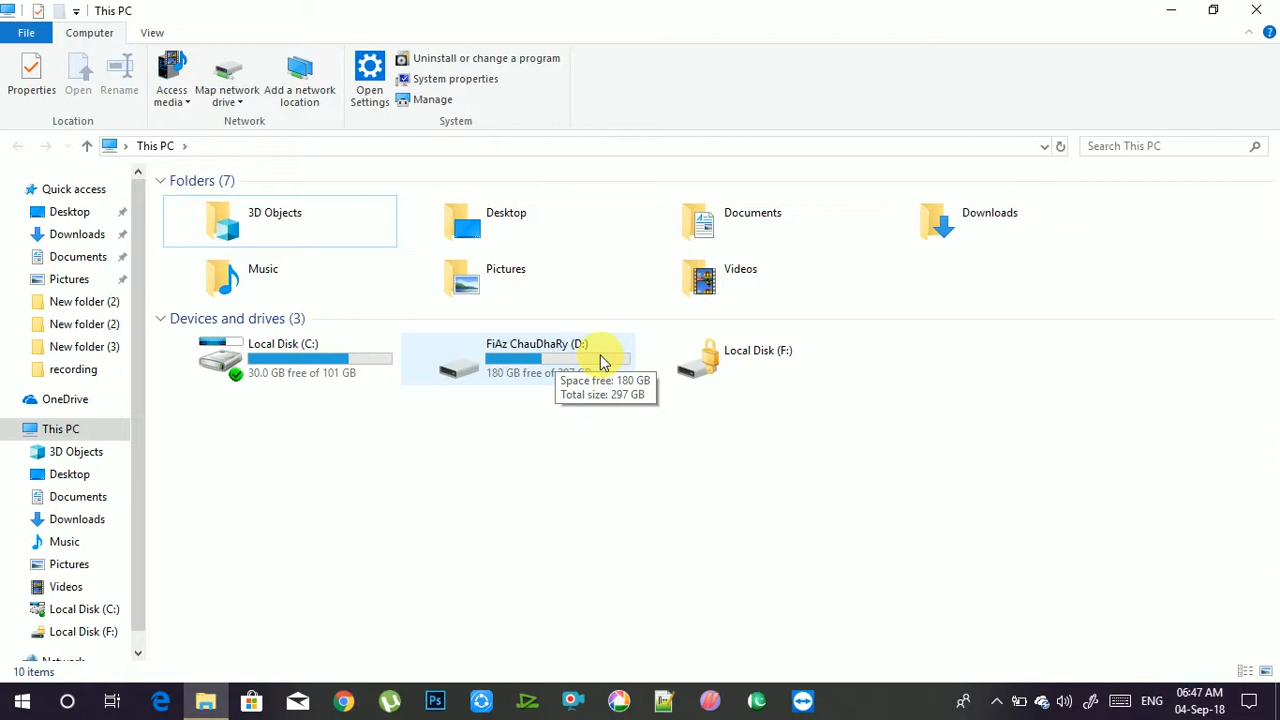 This PC
File
Computer
View
Properties
Open
Rename
Access media
Map network drive
Add a network location
Open Settings
Uninstall or change a program
System properties
Manage
Location
Network
System
This PC
Search This PC
Quick access
Desktop
Downloads
Documents
Pictures
New folder (2)
New folder (2)
New folder (3)
recording
OneDrive
This PC
3D Objects
Desktop
Documents
Downloads
Music
Pictures
Videos
Local Disk (C:)
Local Disk (F:)
Network
Folders (7)
3D Objects
Desktop
Documents
Downloads
Music
Pictures
Videos
Devices and drives (3)
Local Disk (C:)
30.0 GB free of 101 GB
FiAz ChauDhaRy (D:)
180 GB free of 297 GB
Space free: 180 GB
Total size: 297 GB
Local Disk (F:)
10 items
Ps
ENG
06:47 AM
04-Sep-18